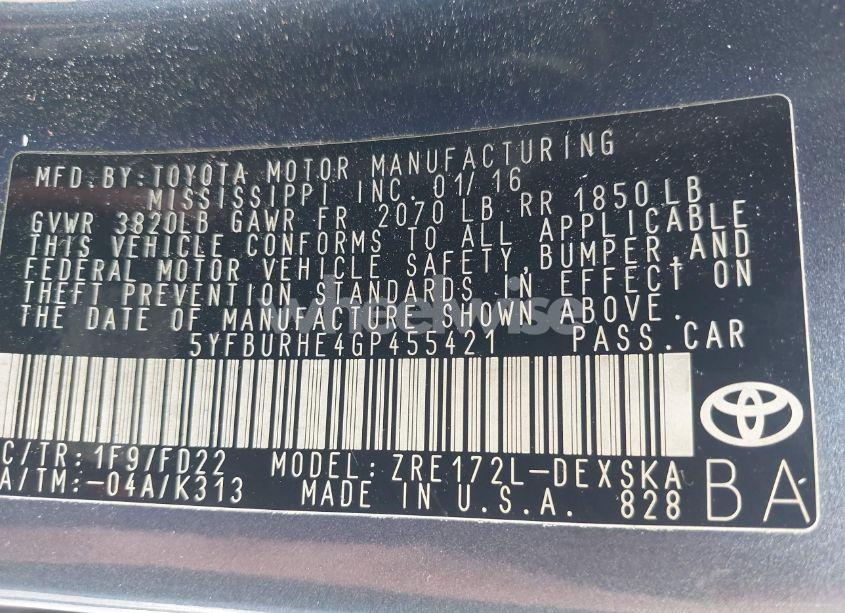 MFD.BY:TOYOTA MOTOR MANUFACTURING
MISSISSIPPI INC. 01/16
GVWR 3820LB GAWR FR 2070 LB RR 1850 LB
THIS VEHICLE CONFORMS TO ALL APPLICABLE
FEDERAL MOTOR VEHICLE SAFETY, BUMPER, AND
THEFT PREVENTION STANDARDS IN EFFECT ON
THE DATE OF MANUFACTURE SHOWN ABOVE.
wheelwise
5YFBURHE4GP455421 PASS.CAR
C/TR: 1F9/FD22 MODEL: ZRE172L-DEXSKA
A/TM:-04A/K313 MADE IN U.S.A. 828 BA